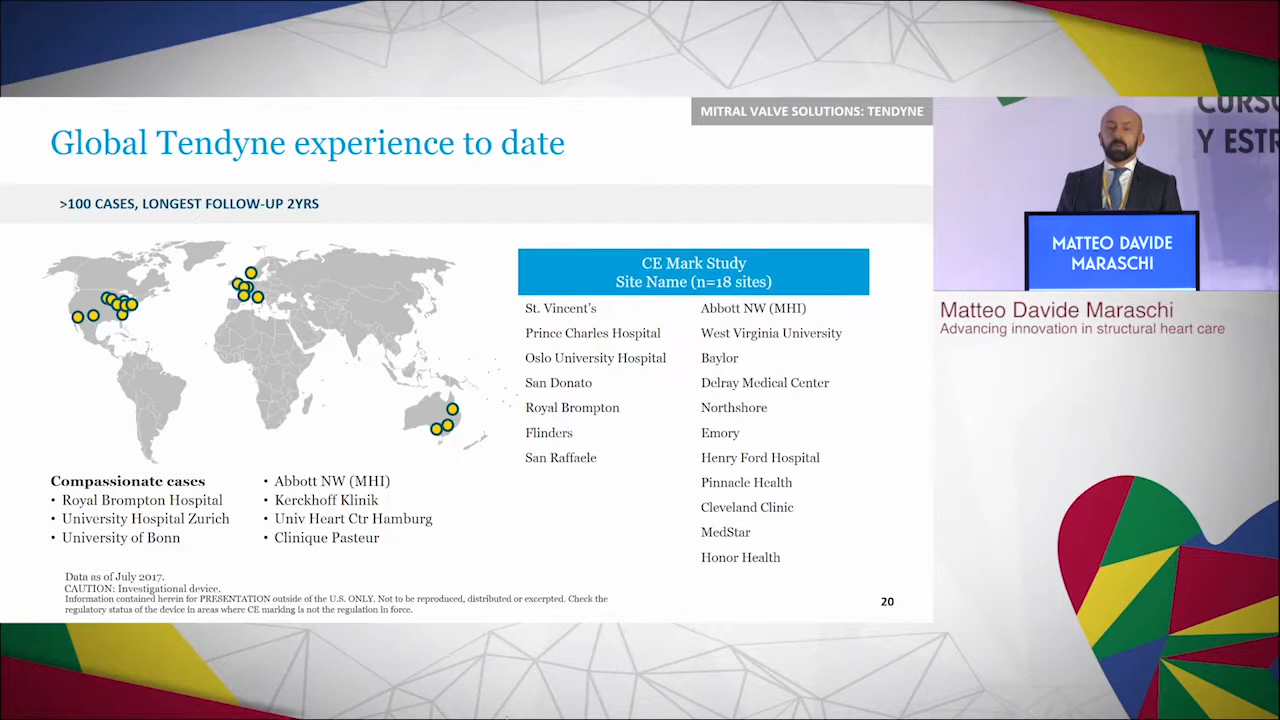 MITRAL VALVE SOLUTIONS: TENDYNE
Global Tendyne experience to date
>100 CASES, LONGEST FOLLOW-UP 2YRS
CE Mark Study
Site Name (n=18 sites)
St. Vincent's
Prince Charles Hospital
Oslo University Hospital
San Donato
Royal Brompton
Flinders
San Raffaele
Abbott NW (MHI)
West Virginia University
Baylor
Delray Medical Center
Northshore
Emory
Henry Ford Hospital
Pinnacle Health
Cleveland Clinic
MedStar
Honor Health
Compassionate cases
• Royal Brompton Hospital
• University Hospital Zurich
• University of Bonn
• Abbott NW (MHI)
• Kerckhoff Klinik
• Univ Heart Ctr Hamburg
• Clinique Pasteur
Data as of July 2017.
CAUTION: Investigational device.
Information contained herein for PRESENTATION outside of the U.S. ONLY. Not to be reproduced, distributed or excerpted. Check the
regulatory status of the device in areas where CE marking is not the regulation in force.
20
CURS
Y ESTR
MATTEO DAVIDE
MARASCHI
Matteo Davide Maraschi
Advancing innovation in structural heart care